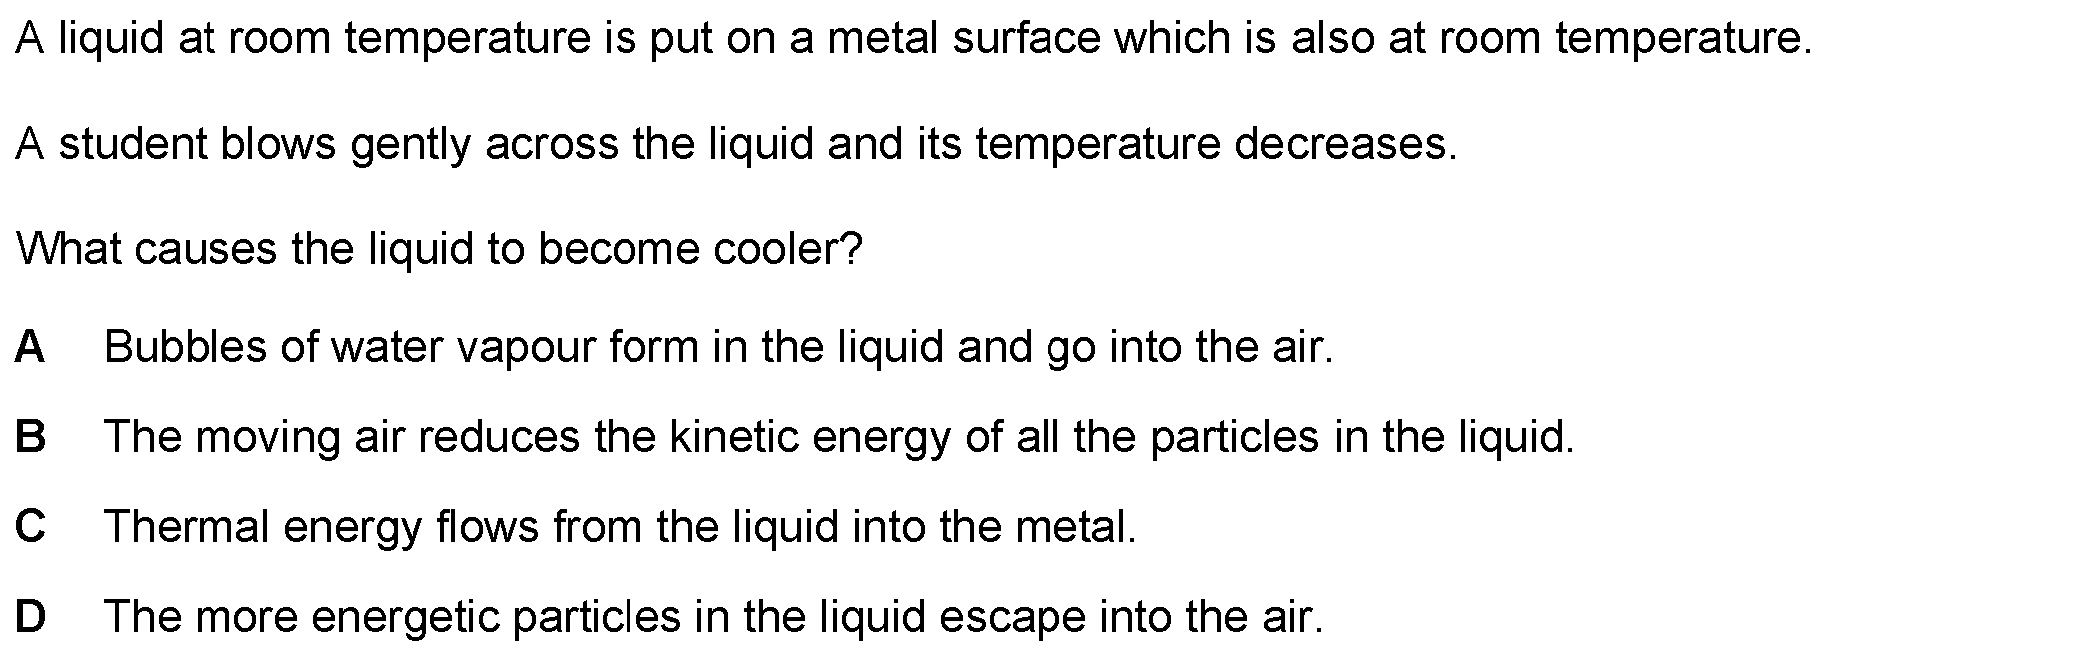 A liquid at room temperature is put on a metal surface which is also at room temperature.
A student blows gently across the liquid and its temperature decreases.
What causes the liquid to become cooler?
A Bubbles of water vapour form in the liquid and go into the air.
B The moving air reduces the kinetic energy of all the particles in the liquid.
C Thermal energy flows from the liquid into the metal.
D The more energetic particles in the liquid escape into the air.